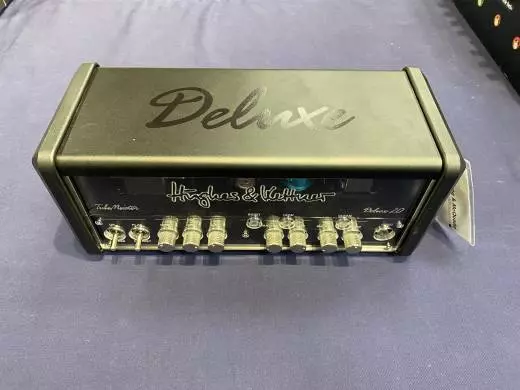 Deluxe
Hughes & Kettner
TubeMeister
Deluxe 20